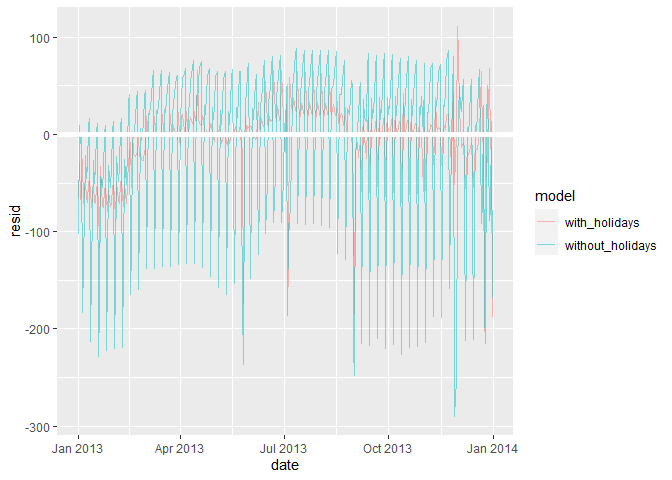 100
0
-100
-200
-300
resid
Jan 2013
Apr 2013
Jul 2013
Oct 2013
Jan 2014
date
model
with_holidays
without_holidays